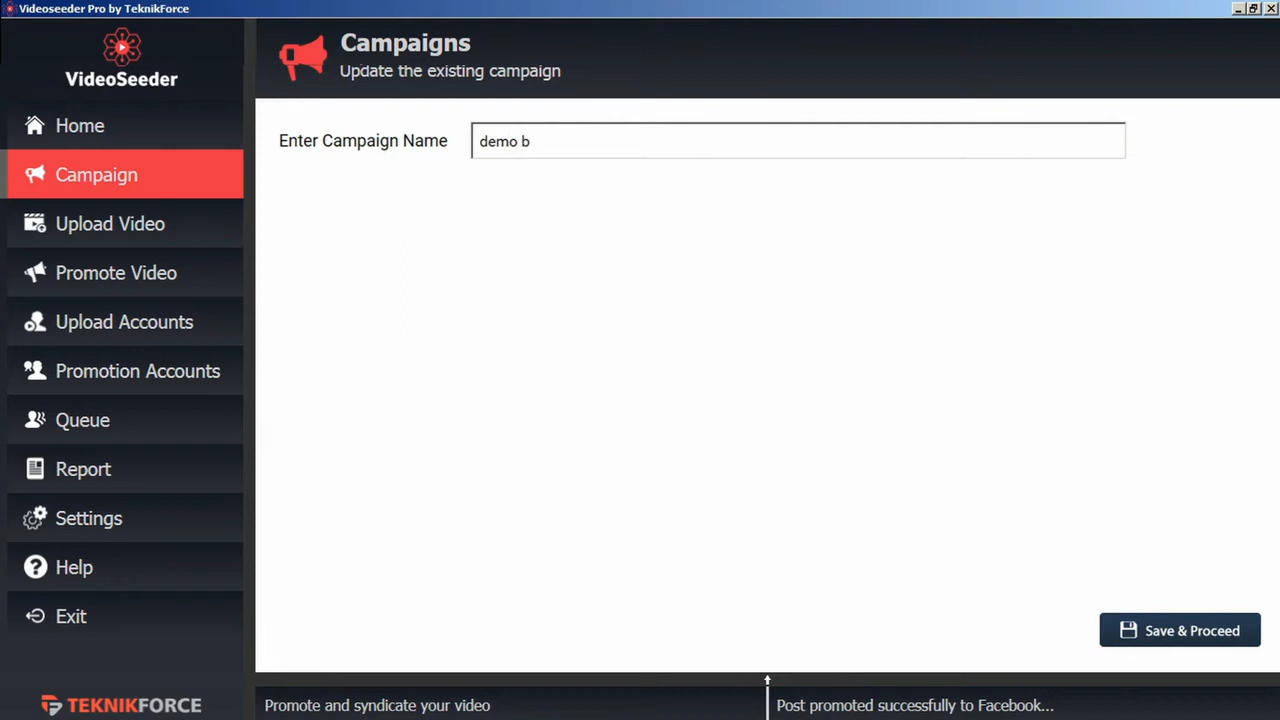 Videoseeder Pro by TeknikForce
VideoSeeder
Home
Campaign
Upload Video
Promote Video
Upload Accounts
Promotion Accounts
Queue
Report
Settings
Help
Exit
TEKNIKFORCE
Campaigns
Update the existing campaign
Enter Campaign Name
demo b
Save & Proceed
Promote and syndicate your video
Post promoted successfully to Facebook...